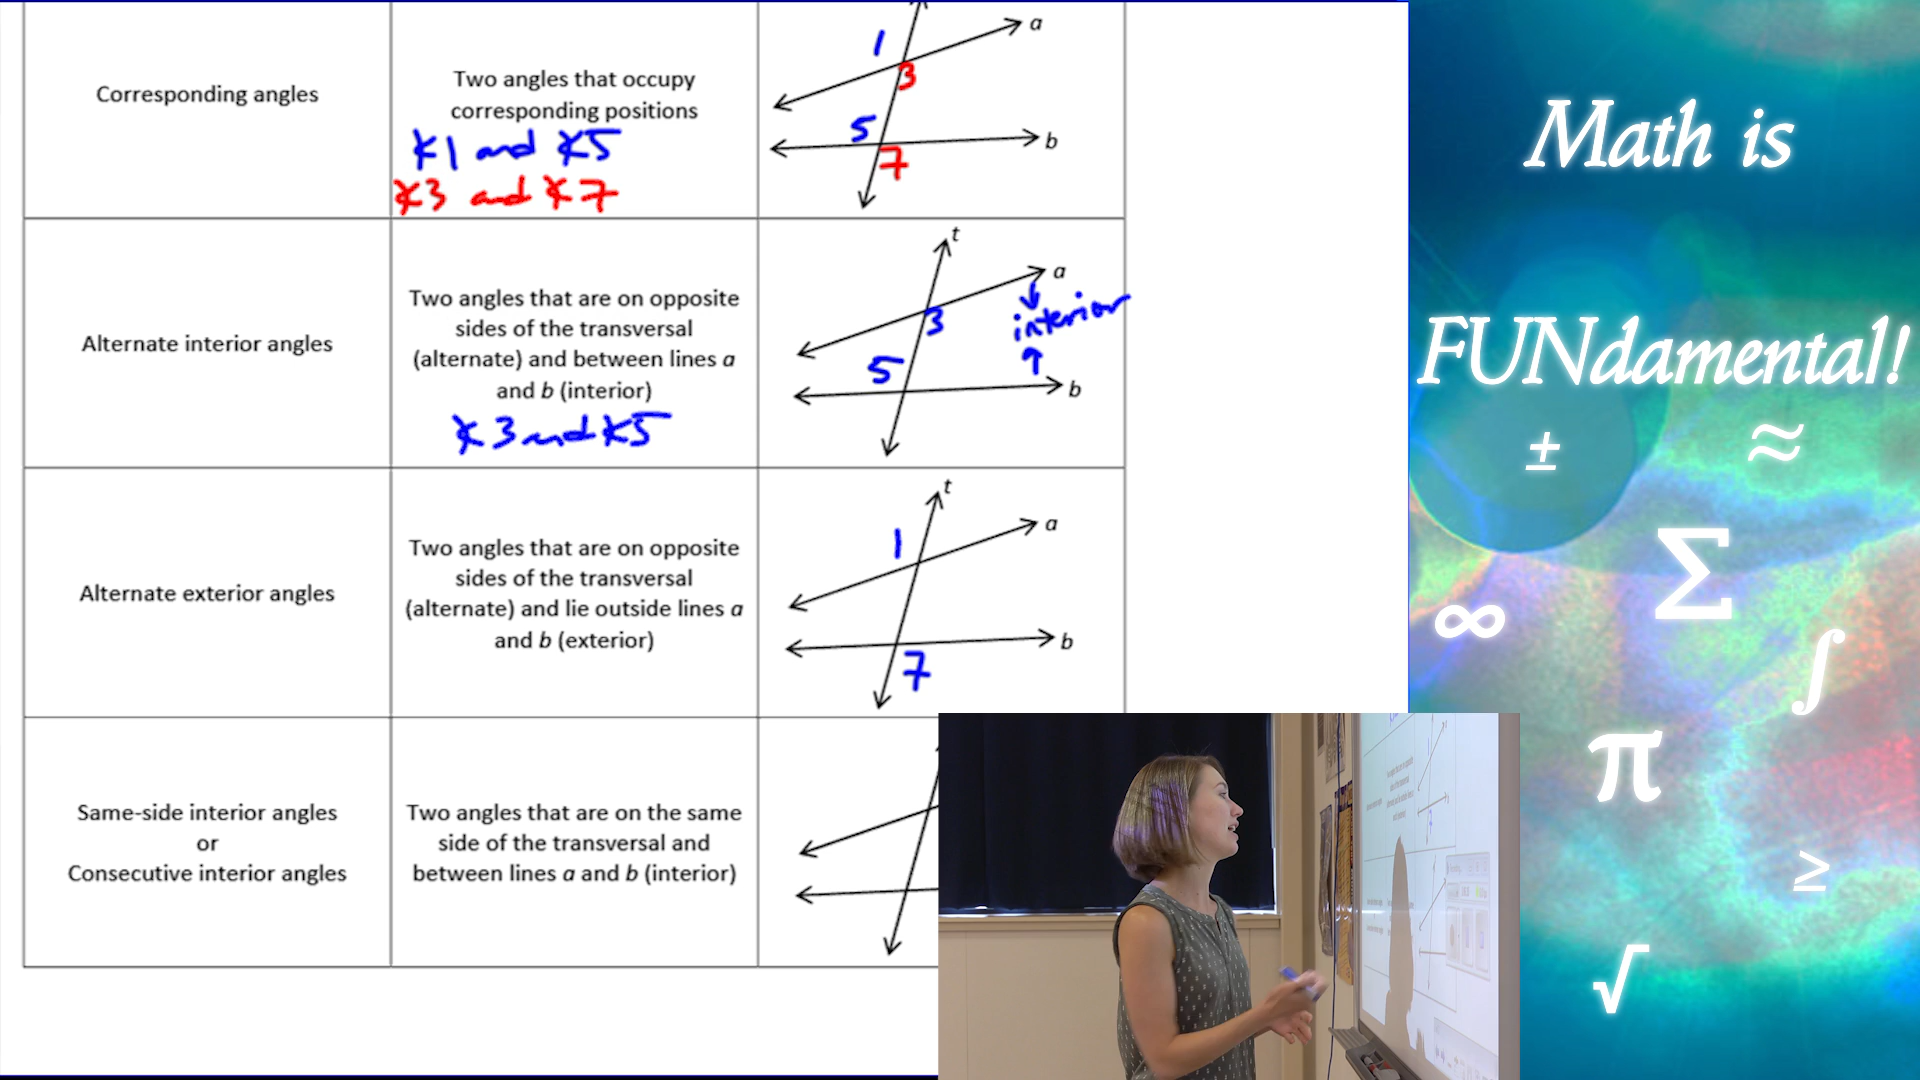 Corresponding angles
Two angles that occupy
corresponding positions
∡1 and ∡5
∡3 and ∡7
1
a
3
5
b
7
Alternate interior angles
Two angles that are on opposite
sides of the transversal
(alternate) and between lines a
and b (interior)
∡3 and ∡5
t
a
interior
3
5
b
Alternate exterior angles
Two angles that are on opposite
sides of the transversal
(alternate) and lie outside lines a
and b (exterior)
t
1
a
b
7
Same-side interior angles
or
Consecutive interior angles
Two angles that are on the same
side of the transversal and
between lines a and b (interior)
Math is
FUNdamental!
± ≈
Σ
∞
∫
π
≥
√